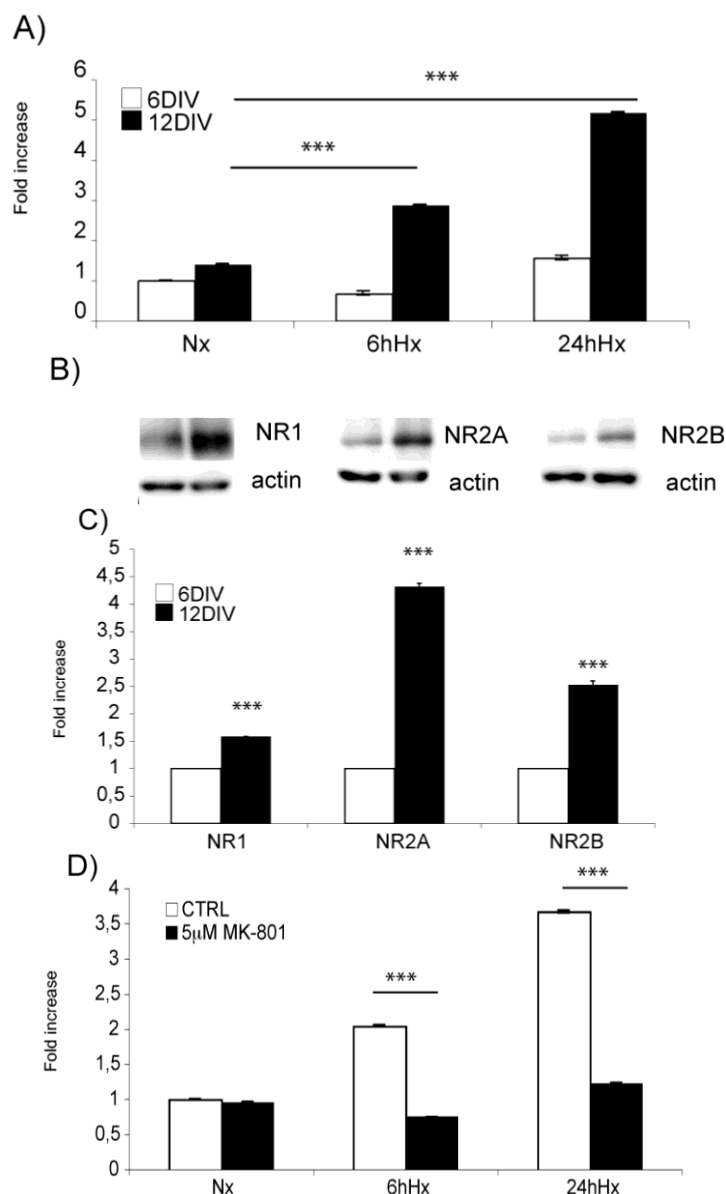 A)
Fold increase
6
5
4
3
2
1
0
6DIV
12DIV
***
***
Nx 6hHx 24hHx
B)
NR1 NR2A NR2B
actin actin actin
C)
Fold increase
5
4,5
4
3,5
3
2,5
2
1,5
1
0,5
0
6DIV
12DIV
***
***
***
NR1 NR2A NR2B
D)
Fold increase
4
3,5
3
2,5
2
1,5
1
0,5
0
CTRL
5μM MK-801
***
***
Nx 6hHx 24hHx